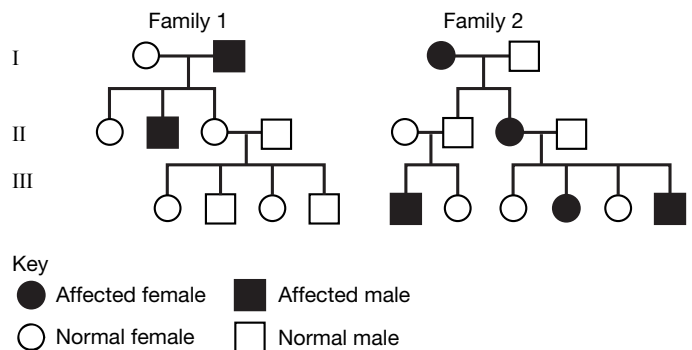 Family 1 Family 2
I
II
III
Key
Affected female Affected male
Normal female Normal male